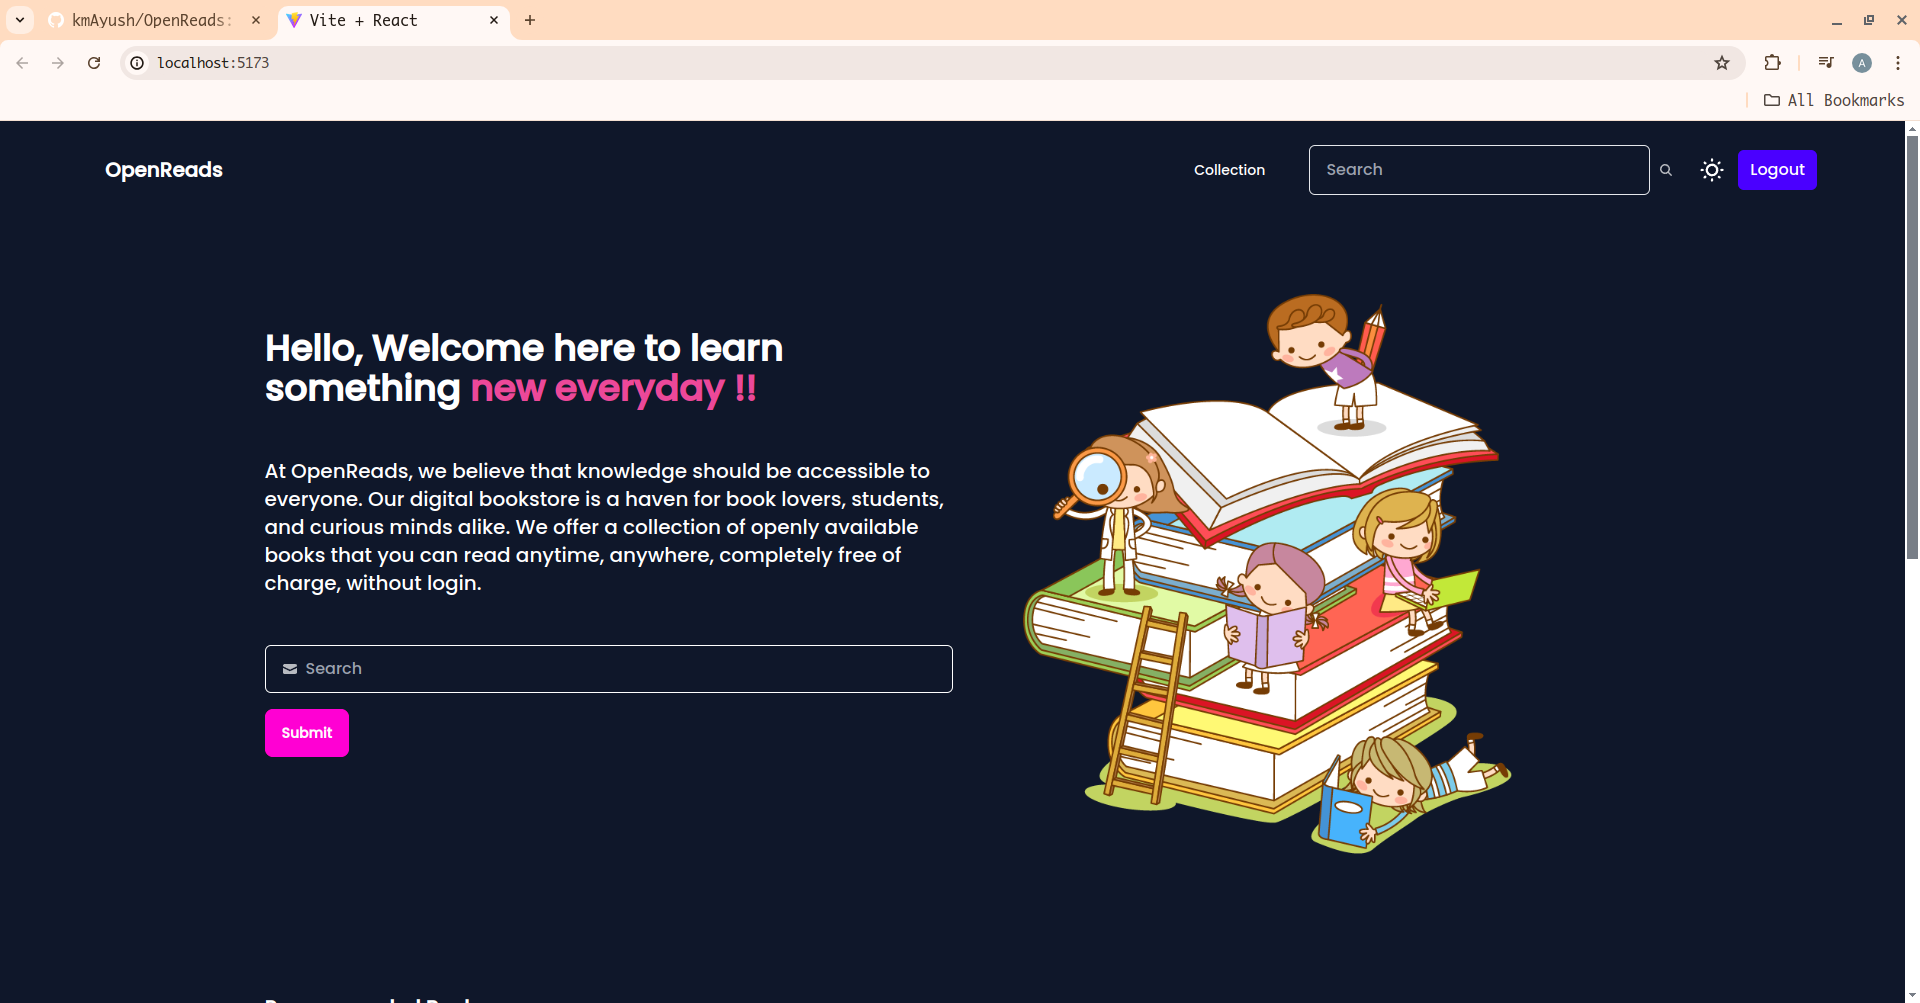 kmAyush/OpenReads:
Vite + React
localhost:5173
A
All Bookmarks
OpenReads
Collection
Search
Logout
Hello, Welcome here to learn
something new everyday !!
At OpenReads, we believe that knowledge should be accessible to
everyone. Our digital bookstore is a haven for book lovers, students,
and curious minds alike. We offer a collection of openly available
books that you can read anytime, anywhere, completely free of
charge, without login.
Search
Submit